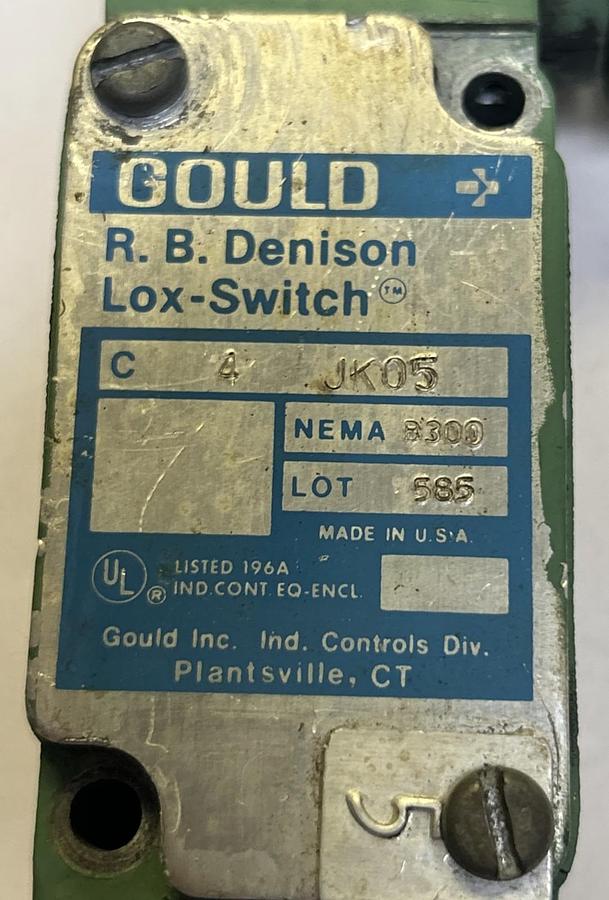 GOULD
R. B. Denison
Lox-Switch™
C 4 JK05
NEMA B300
LOT 585
MADE IN U.S.A.
UL ® LISTED 196A
IND. CONT. EQ-ENCL.
Gould Inc. Ind. Controls Div.
Plantsville, CT
5